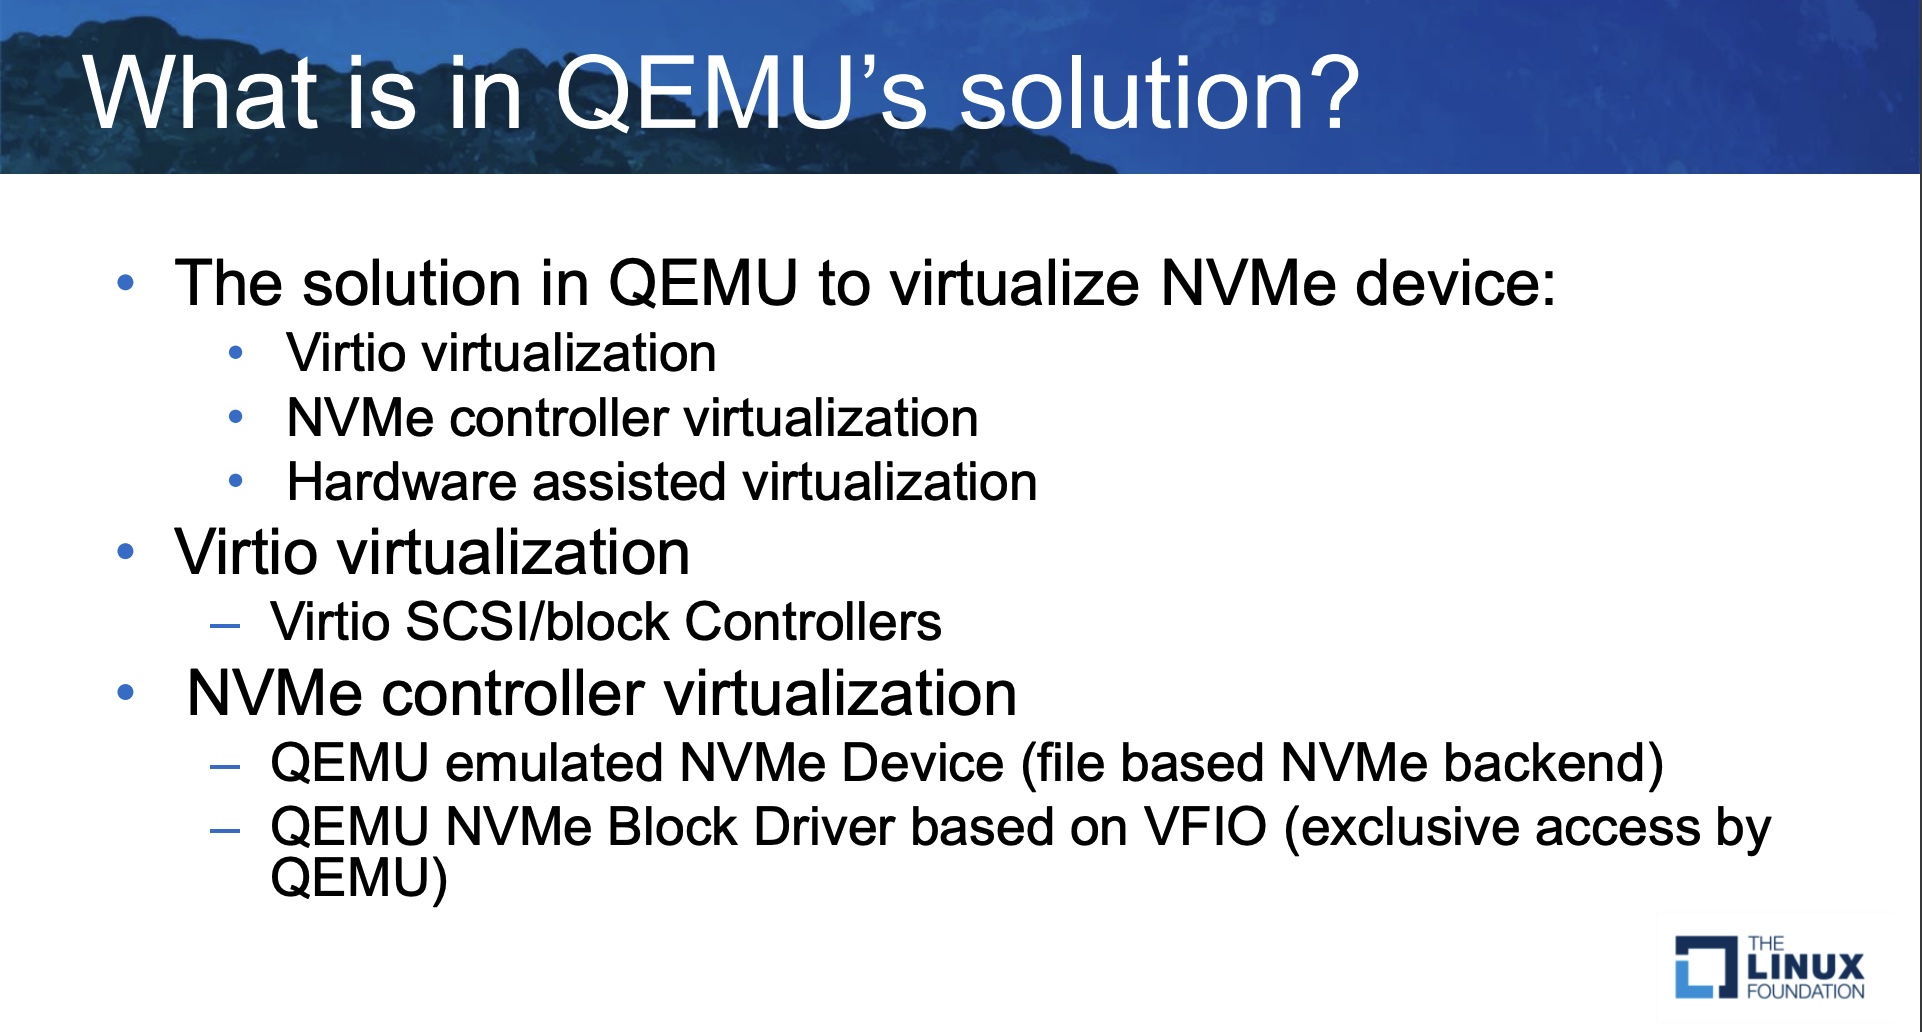 What is in QEMU’s solution?
• The solution in QEMU to virtualize NVMe device:
• Virtio virtualization
• NVMe controller virtualization
• Hardware assisted virtualization
• Virtio virtualization
– Virtio SCSI/block Controllers
• NVMe controller virtualization
– QEMU emulated NVMe Device (file based NVMe backend)
– QEMU NVMe Block Driver based on VFIO (exclusive access by
QEMU)
THE
LINUX
FOUNDATION